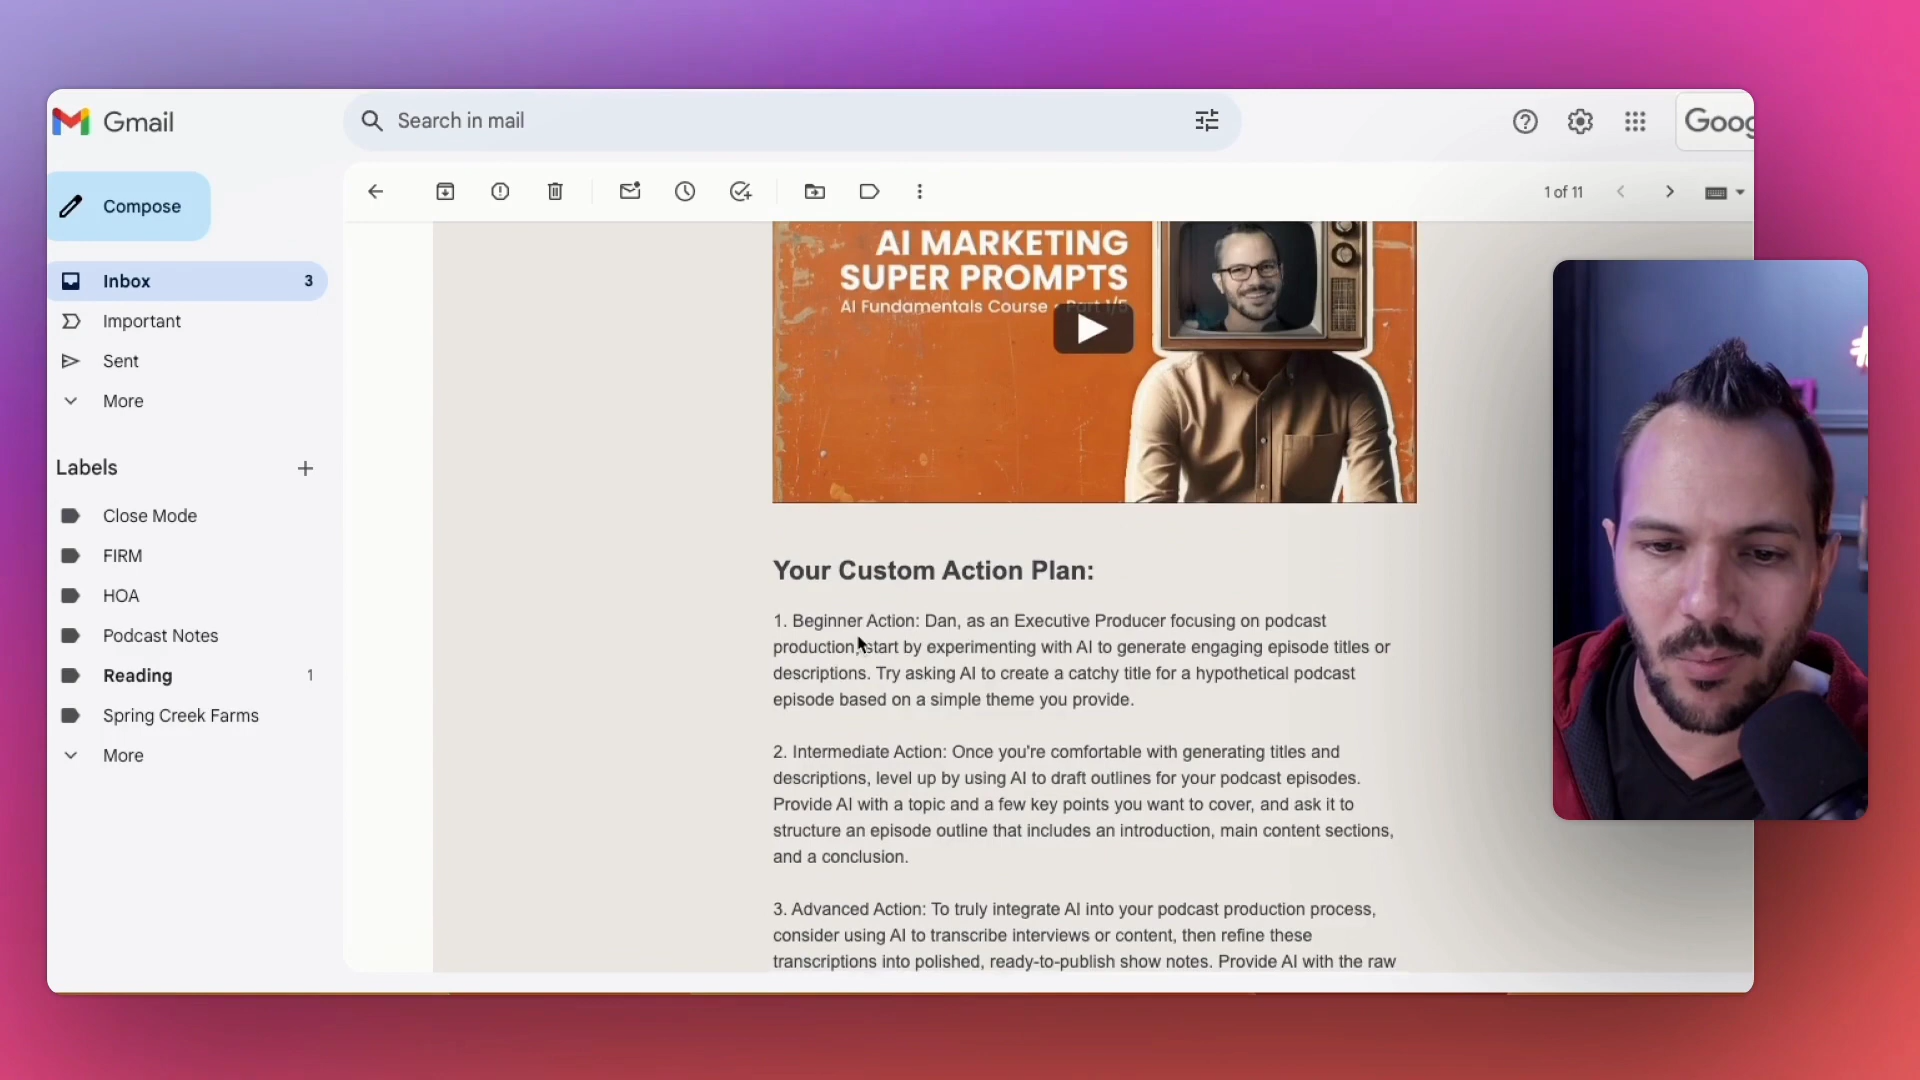 Gmail
Search in mail
Goog
Compose
1 of 11
Inbox 3
Important
Sent
More
Labels
Close Mode
FIRM
HOA
Podcast Notes
Reading 1
Spring Creek Farms
More
AI MARKETING
SUPER PROMPTS
AI Fundamentals Course - Part 1/5
Your Custom Action Plan:
1. Beginner Action: Dan, as an Executive Producer focusing on podcast
production, start by experimenting with AI to generate engaging episode titles or
descriptions. Try asking AI to create a catchy title for a hypothetical podcast
episode based on a simple theme you provide.
2. Intermediate Action: Once you're comfortable with generating titles and
descriptions, level up by using AI to draft outlines for your podcast episodes.
Provide AI with a topic and a few key points you want to cover, and ask it to
structure an episode outline that includes an introduction, main content sections,
and a conclusion.
3. Advanced Action: To truly integrate AI into your podcast production process,
consider using AI to transcribe interviews or content, then refine these
transcriptions into polished, ready-to-publish show notes. Provide AI with the raw